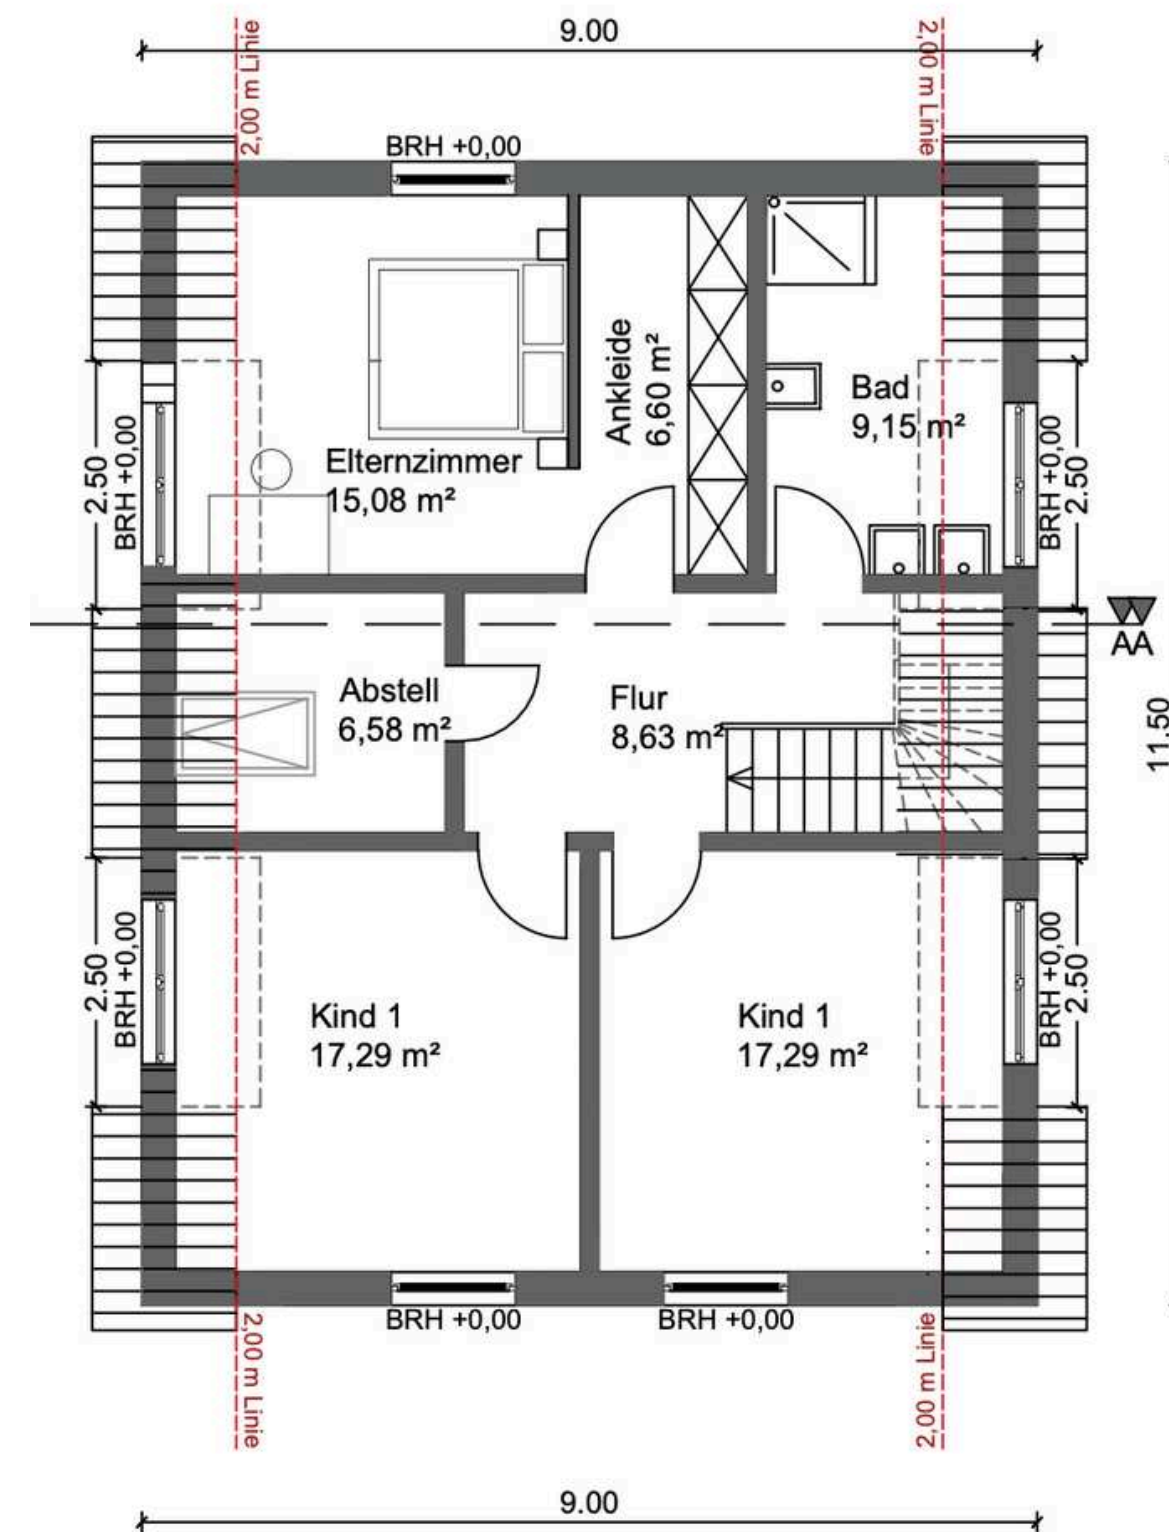 9.00
2,00 m Linie
2,00 m Linie
BRH +0,00
Ankleide
6,60 m²
Bad
9,15 m²
Elternzimmer
15,08 m²
2.50
BRH +0,00
BRH +0,00
2.50
AA
Abstell
6,58 m²
Flur
8,63 m²
11.50
2.50
BRH +0,00
BRH +0,00
2.50
Kind 1
17,29 m²
Kind 1
17,29 m²
BRH +0,00
BRH +0,00
2,00 m Linie
2,00 m Linie
9.00